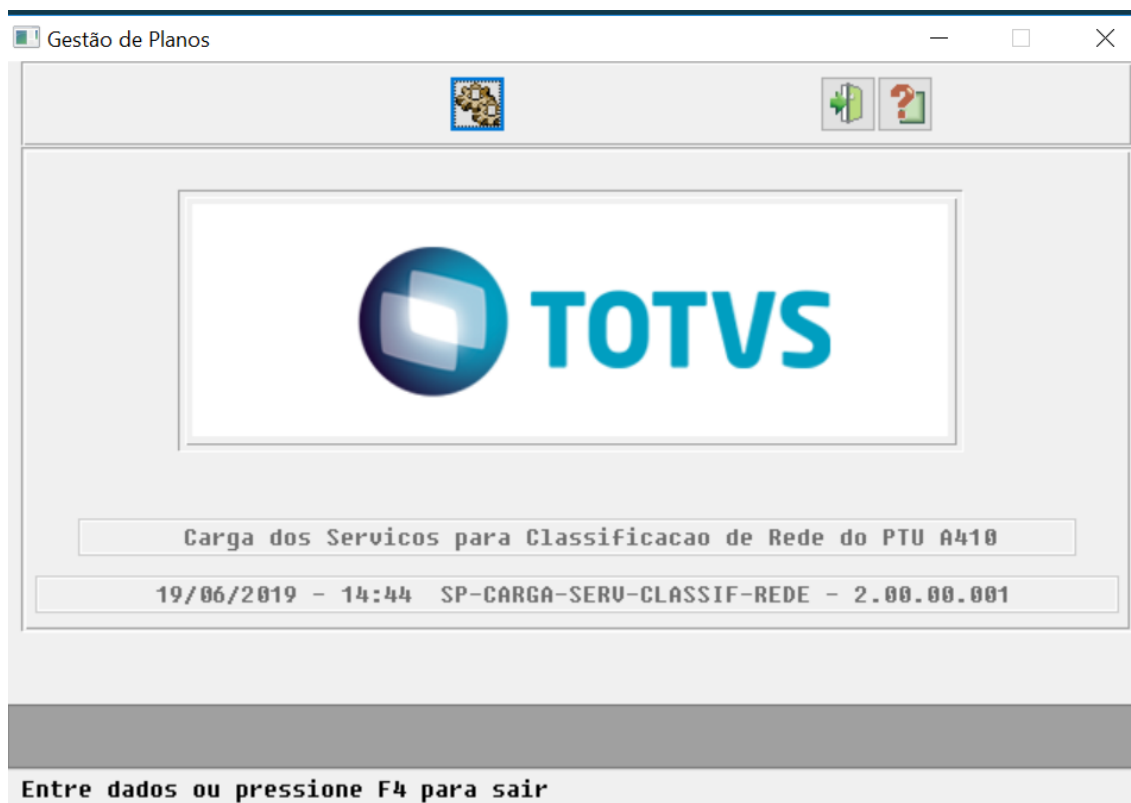 Gestão de Planos
TOTVS
Carga dos Servicos para Classificacao de Rede do PTU A410
19/06/2019 - 14:44 SP-CARGA-SERV-CLASSIF-REDE - 2.00.00.001
Entre dados ou pressione F4 para sair